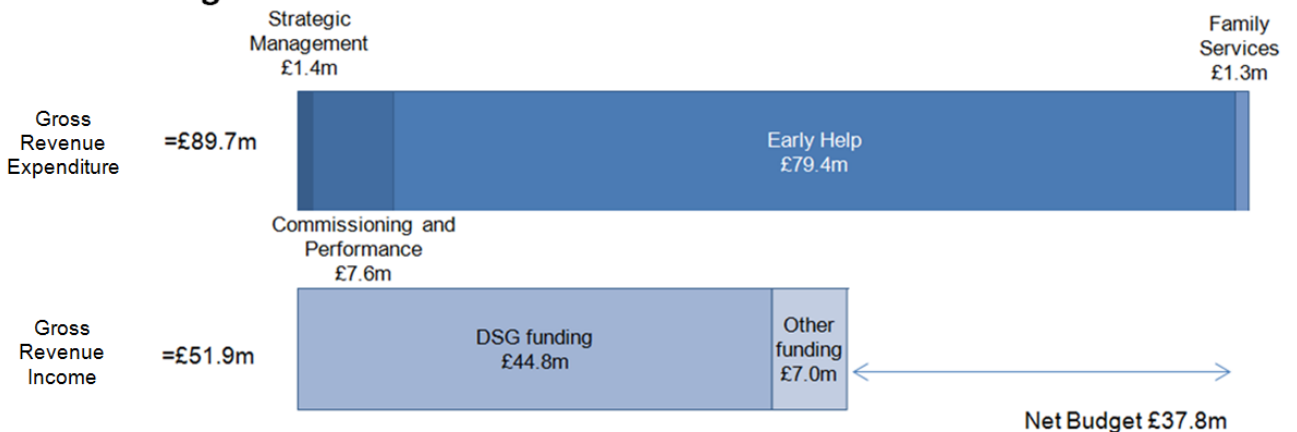 Strategic
Management
£1.4m
Family
Services
£1.3m
Gross
Revenue
Expenditure
=£89.7m
Early Help
£79.4m
Commissioning and
Performance
£7.6m
Gross
Revenue
Income
=£51.9m
DSG funding
£44.8m
Other
funding
£7.0m
Net Budget £37.8m